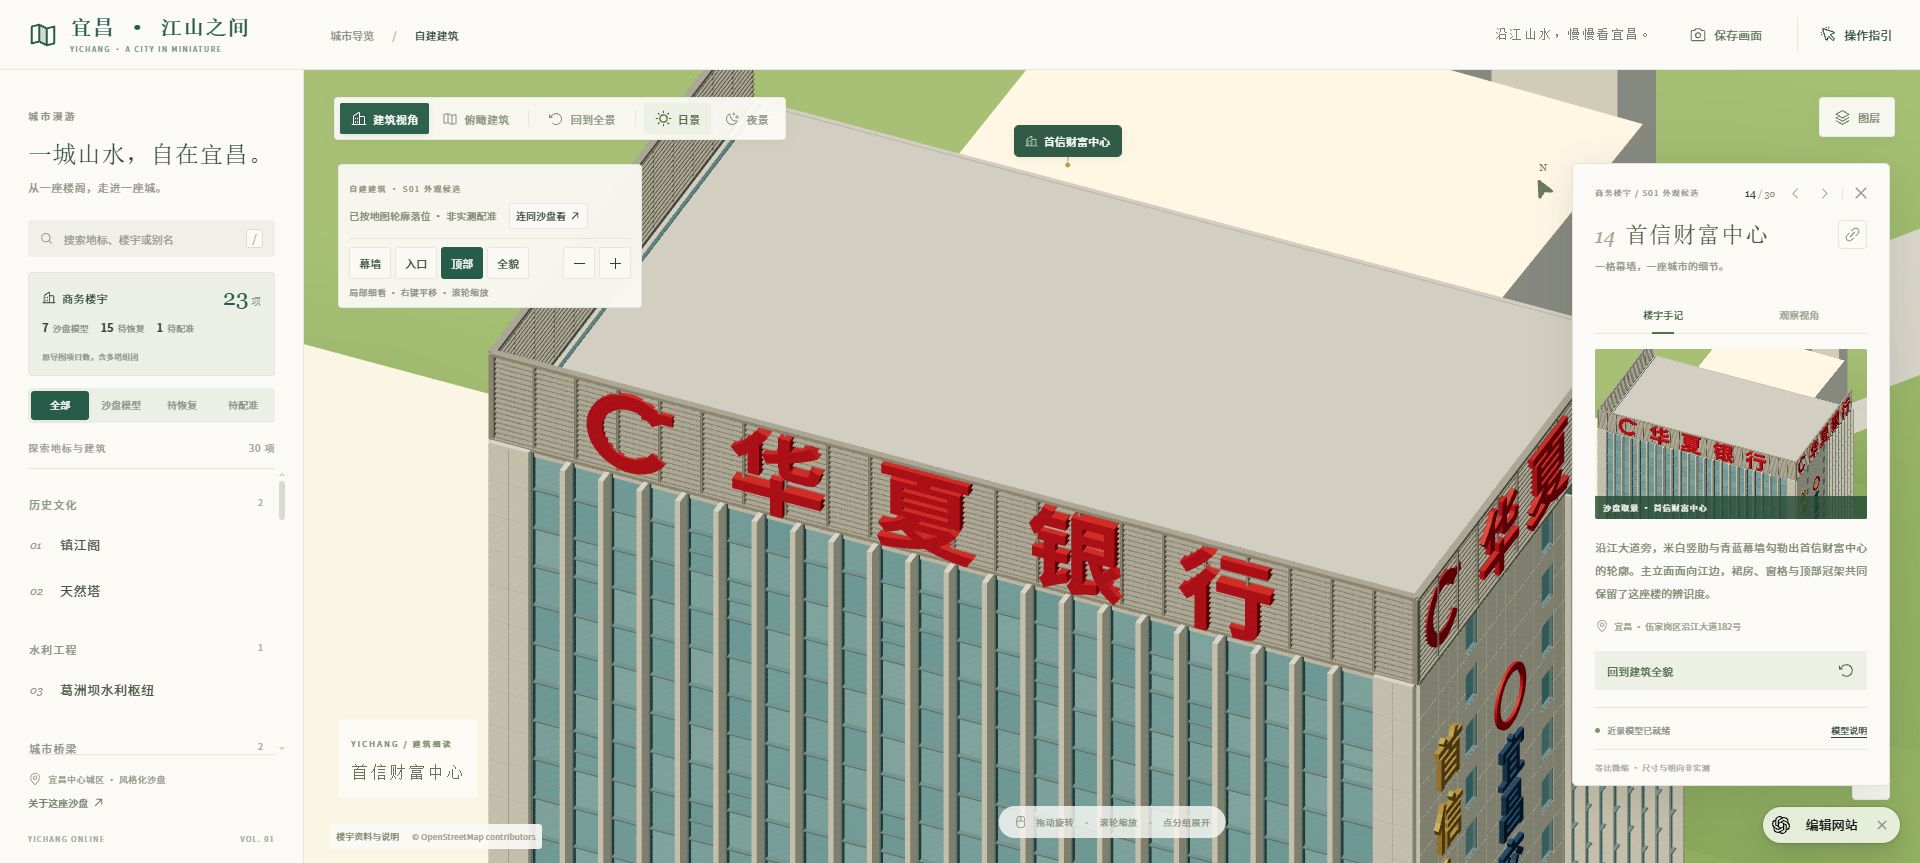 宜昌 • 江山之间
YICHANG • A CITY IN MINIATURE
城市导览 / 自建建筑
沿江山水，慢慢看宜昌。
保存画面
操作指引
城市漫游
一城山水，自在宜昌。
从一座楼阁，走进一座城。
搜索地标、楼宇或别名 /
商务楼宇 23 项
7 沙盘模型 15 待恢复 1 待配准
原导图项目数，含多塔组团
全部 沙盘模型 待恢复 待配准
探索地标与建筑 30 项
历史文化 2
01 镇江阁
02 天然塔
水利工程 1
03 葛洲坝水利枢纽
城市桥梁 2
宜昌中心城区 • 风格化沙盘
关于这座沙盘 ↗
YICHANG ONLINE VOL. 01
建筑视角 俯瞰建筑 回到全景 日景 夜景
自建建筑 • S01 外观候选
已按地图轮廓落位 • 非实测配准 连同沙盘看 ↗
幕墙 入口 顶部 全貌 − +
局部细看 • 右键平移 • 滚轮缩放
首信财富中心
N
图层
C 华夏银行
C 华夏
首信
YICHANG / 建筑细读
首信财富中心
楼宇资料与说明 © OpenStreetMap contributors
拖动旋转 · 滚轮缩放 · 点分组展开
商务楼宇 / S01 外观候选 14 / 30
14 首信财富中心
一格幕墙，一座城市的细节。
楼宇手记 观察视角
C 华夏银行
C 华夏银行
沙盘取景 • 首信财富中心
沿江大道旁，米白竖肋与青蓝幕墙勾勒出首信财富中心
的轮廓。主立面面向江边，裙房、窗格与顶部冠架共同
保留了这座楼的辨识度。
宜昌 • 伍家岗区沿江大道182号
回到建筑全貌
近景模型已就绪 模型说明
等比微缩 • 尺寸与朝向非实测
编辑网站